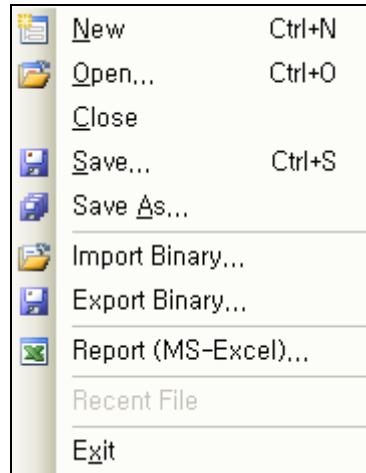 New Ctrl+N
Open... Ctrl+O
Close
Save... Ctrl+S
Save As...
Import Binary...
Export Binary...
Report (MS-Excel)...
Recent File
Exit